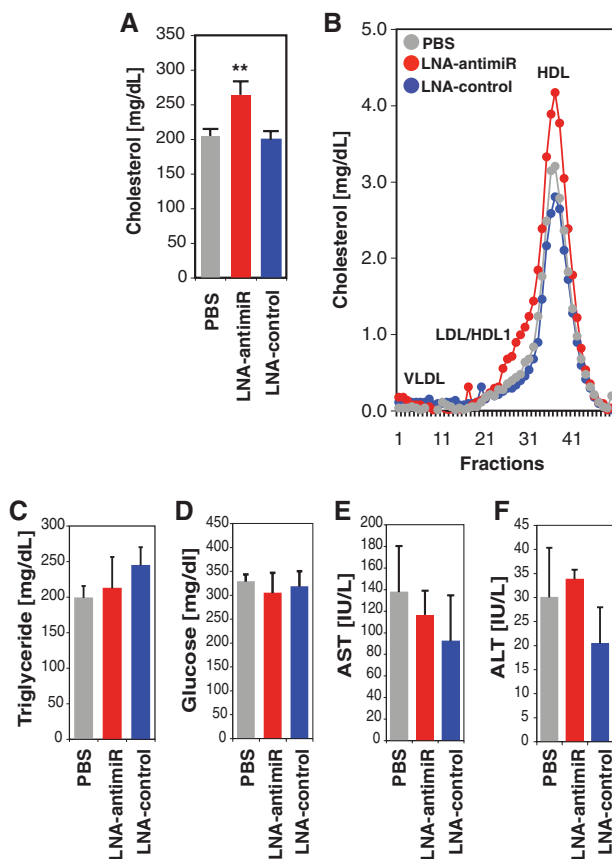 A
Cholesterol [mg/dL]
350
300
250
200
150
100
50
0
**
PBS
LNA-antimiR
LNA-control
B
Cholesterol [mg/dL]
5.0
4.0
3.0
2.0
1.0
0.0
PBS
LNA-antimiR
LNA-control
HDL
LDL/HDL1
VLDL
1 11 21 31 41
Fractions
C
Triglyceride [mg/dL]
300
250
200
150
100
50
0
PBS
LNA-antimiR
LNA-control
D
Glucose [mg/dl]
450
400
350
300
250
200
150
100
50
0
PBS
LNA-antimiR
LNA-control
E
AST [IU/L]
200
180
160
140
120
100
80
60
40
20
0
PBS
LNA-antimiR
LNA-control
F
ALT [IU/L]
45
40
35
30
25
20
15
10
5
0
PBS
LNA-antimiR
LNA-control